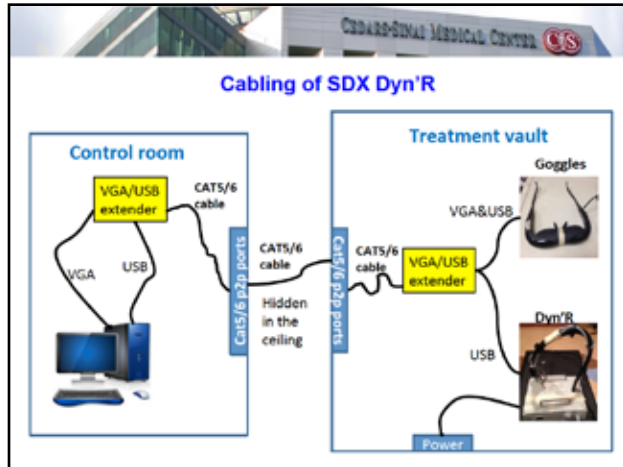 CEDARS-SINAI MEDICAL CENTER
Cabling of SDX Dyn'R
Control room
VGA/USB
extender
CAT5/6
cable
VGA
USB
Cat5/6 p2p ports
CAT5/6
cable
Hidden
in the
ceiling
Treatment vault
Cat5/6 p2p ports
CAT5/6
cable
VGA/USB
extender
Goggles
VGA&USB
Dyn'R
USB
Power